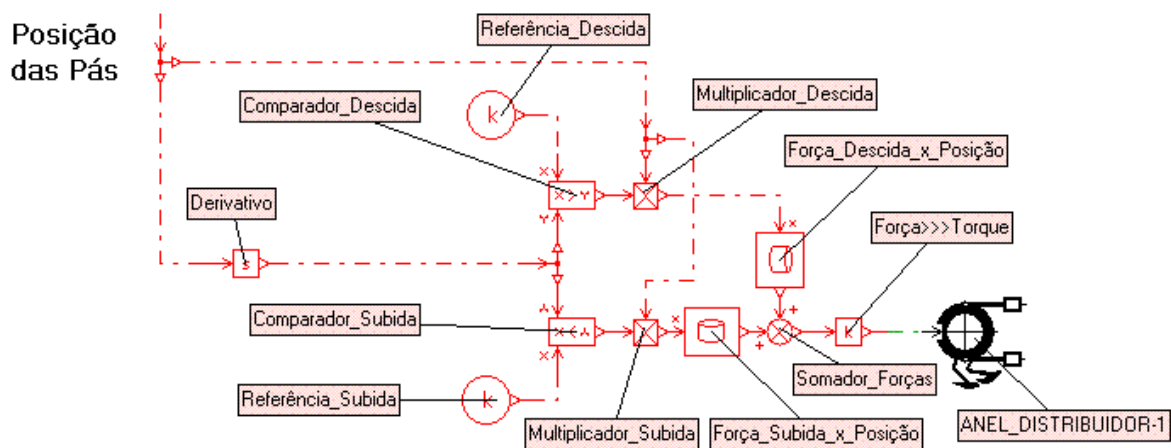 Posição
das Pás
Referência_Descida
Comparador_Descida
Multiplicador_Descida
Força_Descida_x_Posição
Derivativo
Força>>>Torque
Comparador_Subida
Referência_Subida
Somador_Forças
Multiplicador_Subida
Força_Subida_x_Posição
ANEL_DISTRIBUIDOR-1
k
X
X > Y
Y
s
X
+
k
X
+
k